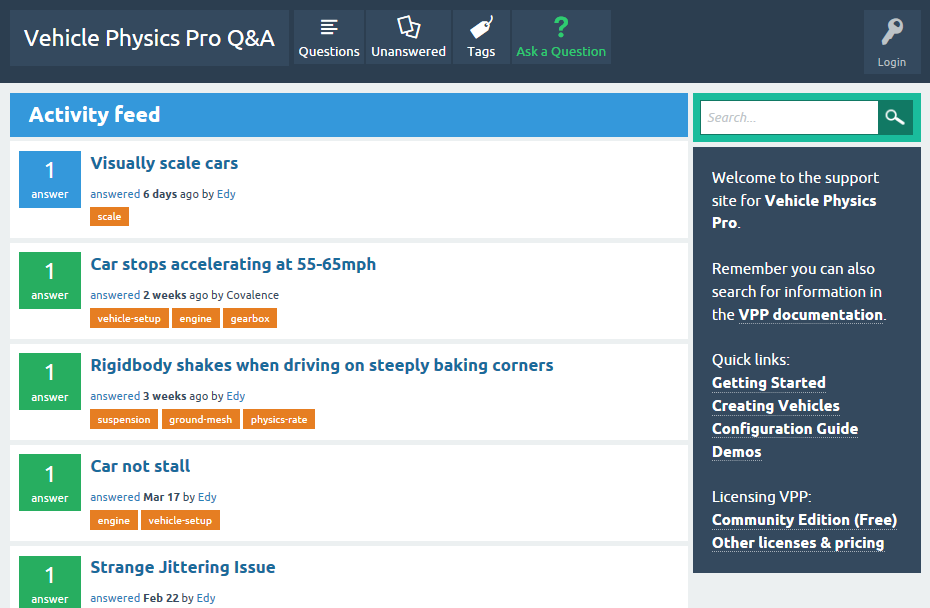 Vehicle Physics Pro Q&A
Questions
Unanswered
Tags
?
Ask a Question
Login
Activity feed
1
answer
Visually scale cars
answered 6 days ago by Edy
scale
1
answer
Car stops accelerating at 55-65mph
answered 2 weeks ago by Covalence
vehicle-setup engine gearbox
1
answer
Rigidbody shakes when driving on steeply baking corners
answered 3 weeks ago by Edy
suspension ground-mesh physics-rate
1
answer
Car not stall
answered Mar 17 by Edy
engine vehicle-setup
1
answer
Strange Jittering Issue
answered Feb 22 by Edy
Search...
Welcome to the support
site for Vehicle Physics
Pro.
Remember you can also
search for information in
the VPP documentation.
Quick links:
Getting Started
Creating Vehicles
Configuration Guide
Demos
Licensing VPP:
Community Edition (Free)
Other licenses & pricing